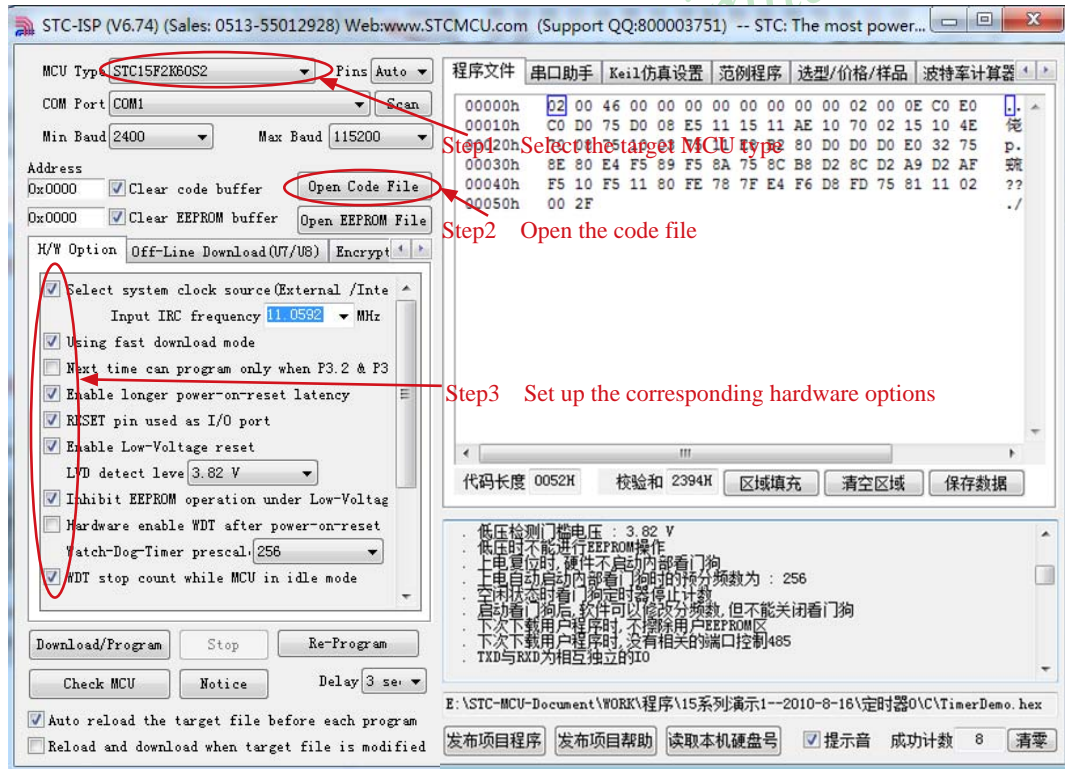 STC-ISP (V6.74) (Sales: 0513-55012928) Web:www.STCMCU.com (Support QQ:800003751) -- STC: The most power...
MCU Type STC15F2K60S2 Pins Auto
COM Port COM1 Scan
Min Baud 2400 Max Baud 115200
Address
0x0000 Clear code buffer Open Code File
0x0000 Clear EEPROM buffer Open EEPROM File
H/W Option Off-Line Download(U7/U8) Encrypt
Select system clock source(External /Inte
Input IRC frequency 11.0592 MHz
Using fast download mode
Next time can program only when P3.2 & P3
Enable longer power-on-reset latency
RESET pin used as I/O port
Enable Low-Voltage reset
LVD detect leve 3.82 V
Inhibit EEPROM operation under Low-Voltag
Hardware enable WDT after power-on-reset
Watch-Dog-Timer prescal 256
WDT stop count while MCU in idle mode
Download/Program Stop Re-Program
Check MCU Notice Delay 3 se
Auto reload the target file before each program
Reload and download when target file is modified
程序文件 串口助手 Keil仿真设置 范例程序 选型/价格/样品 波特率计算器
00000h 02 00 46 00 00 00 00 00 00 00 00 02 00 0E C0 E0 ..
00010h C0 D0 75 D0 08 E5 11 15 11 AE 10 70 02 15 10 4E
00020h 80 D0 D0 D0 E0 32 75 p.
Step1 Select the target MCU type
00030h 8E 80 E4 F5 89 F5 8A 75 8C B8 D2 8C D2 A9 D2 AF
00040h F5 10 F5 11 80 FE 78 7F E4 F6 D8 FD 75 81 11 02 ??
00050h 00 2F ./
Step2 Open the code file
Step3 Set up the corresponding hardware options
代码长度 0052H 校验和 2394H 区域填充 清空区域 保存数据
. 低压检测门槛电压 : 3.82 V
. 低压时不能进行EEPROM操作
. 上电复位时,硬件不启动内部看门狗
. 上电自动启动内部看门狗时的预分频数为 : 256
. 空闲状态时看门狗定时器停止计数
. 启动看门狗后,软件可以修改分频数,但不能关闭看门狗
. 下次下载用户程序时,不擦除用户EEPROM区
. 下次下载用户程序时,没有相关的端口控制485
. TXD与RXD为相互独立的IO
E:\STC-MCU-Document\WORK\程序\15系列演示1--2010-8-16\定时器0\C\TimerDemo.hex
发布项目程序 发布项目帮助 读取本机硬盘号 提示音 成功计数 8 清零